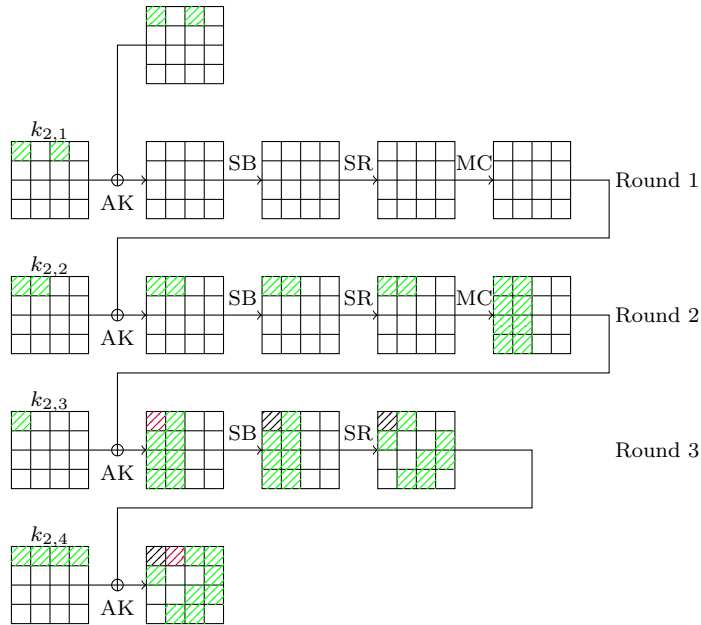 k2,1
SB SR MC
Round 1
AK
k2,2
SB SR MC
Round 2
AK
k2,3
SB SR
Round 3
AK
k2,4
AK